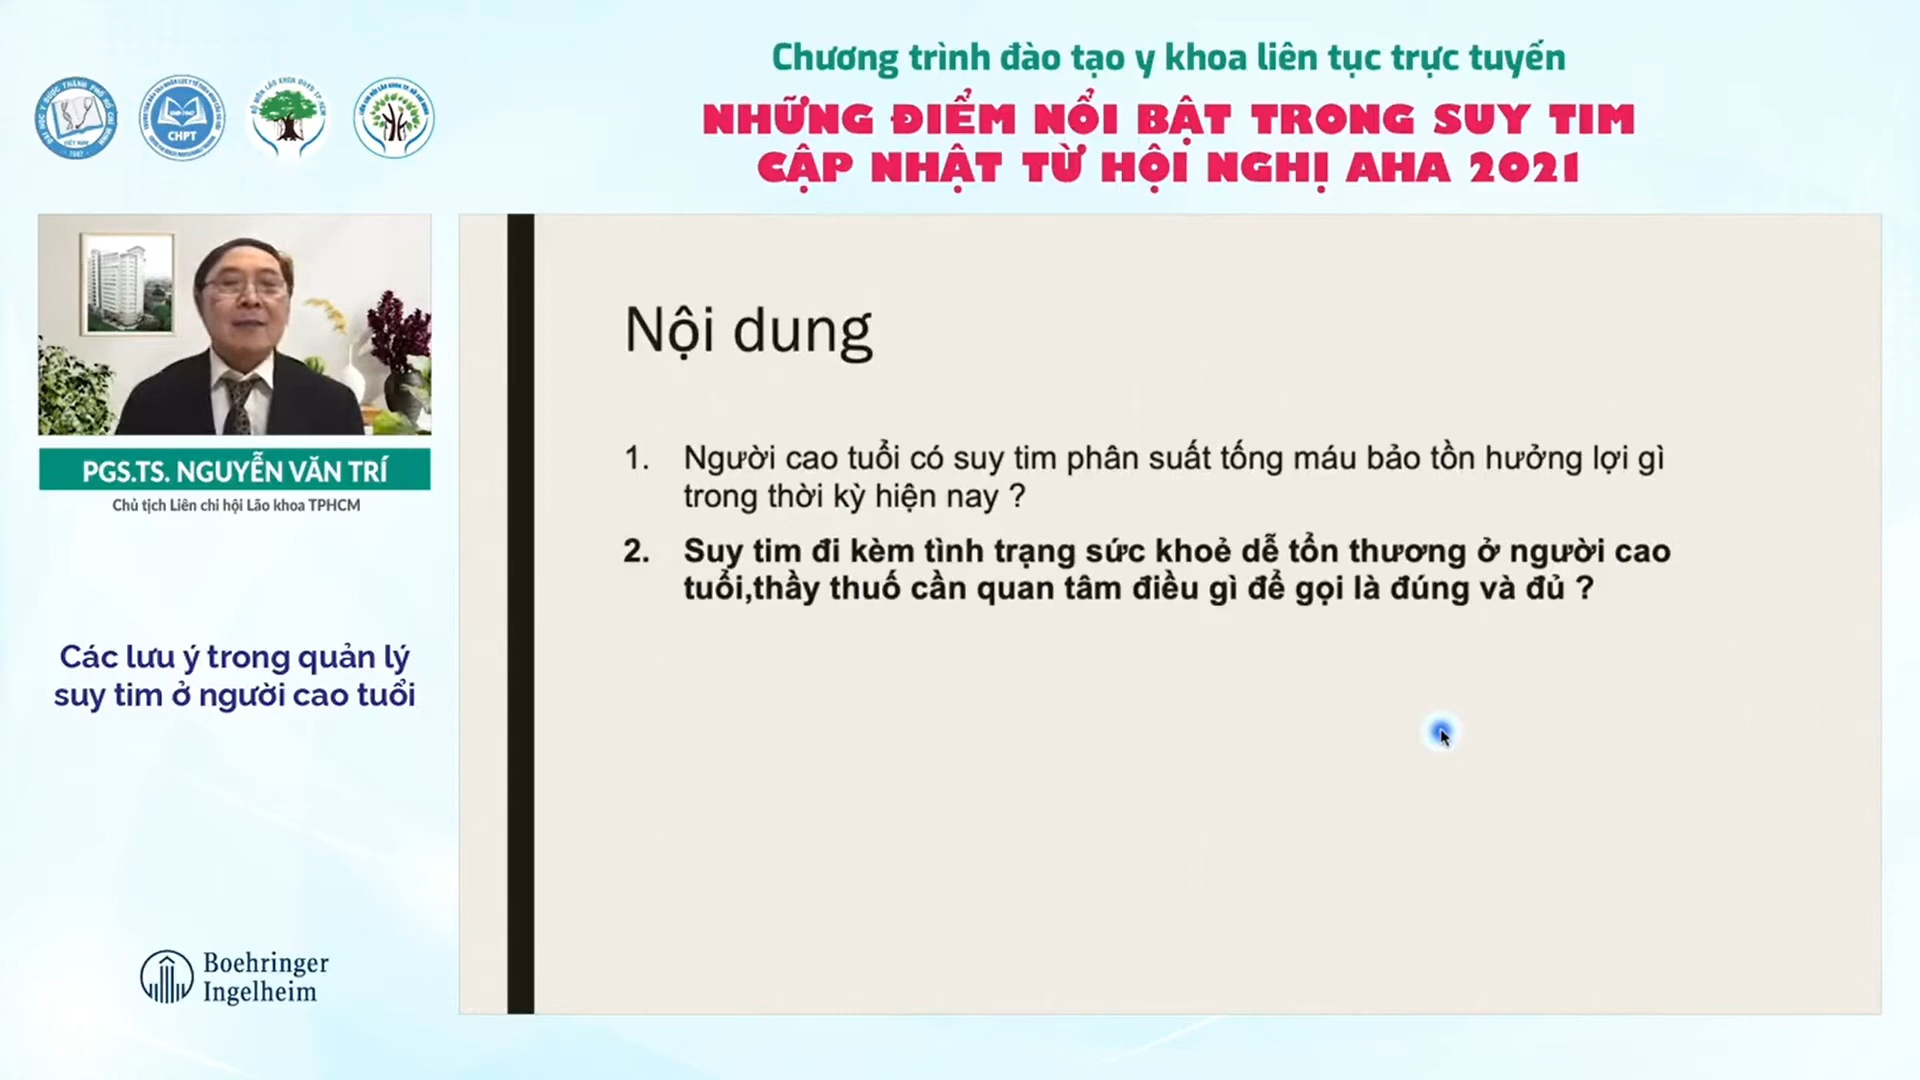 Chương trình đào tạo y khoa liên tục trực tuyến
NHỮNG ĐIỂM NỔI BẬT TRONG SUY TIM
CẬP NHẬT TỪ HỘI NGHỊ AHA 2021
CHPT
PGS.TS. NGUYỄN VĂN TRÍ
Chủ tịch Liên chi hội Lão khoa TPHCM
Các lưu ý trong quản lý
suy tim ở người cao tuổi
Boehringer
Ingelheim
Nội dung
1. Người cao tuổi có suy tim phân suất tống máu bảo tồn hưởng lợi gì
trong thời kỳ hiện nay ?
2. Suy tim đi kèm tình trạng sức khoẻ dễ tổn thương ở người cao
tuổi,thầy thuố cần quan tâm điều gì để gọi là đúng và đủ ?